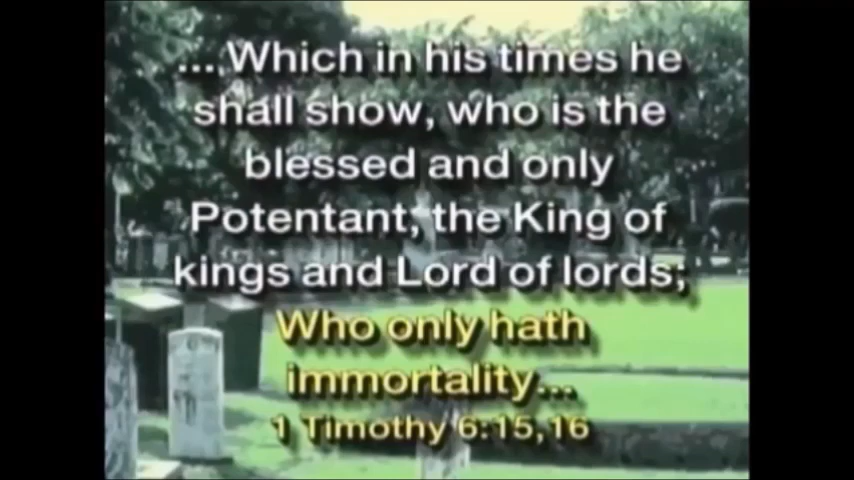 ...,Which in his times he
shall show, who is the
blessed and only
Potentant, the King of
kings and Lord of lords;
Who only hath
immortality...
1 Timothy 6:15,16